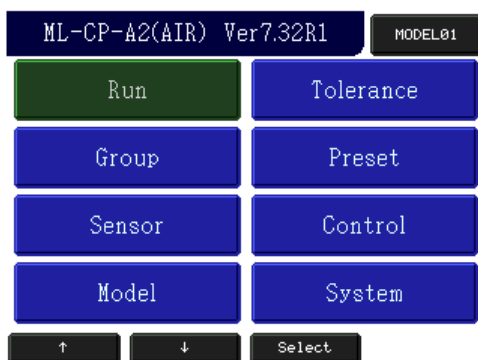 ML-CP-A2(AIR) Ver7.32R1 MODEL01
Run Tolerance
Group Preset
Sensor Control
Model System
↑ ↓ Select